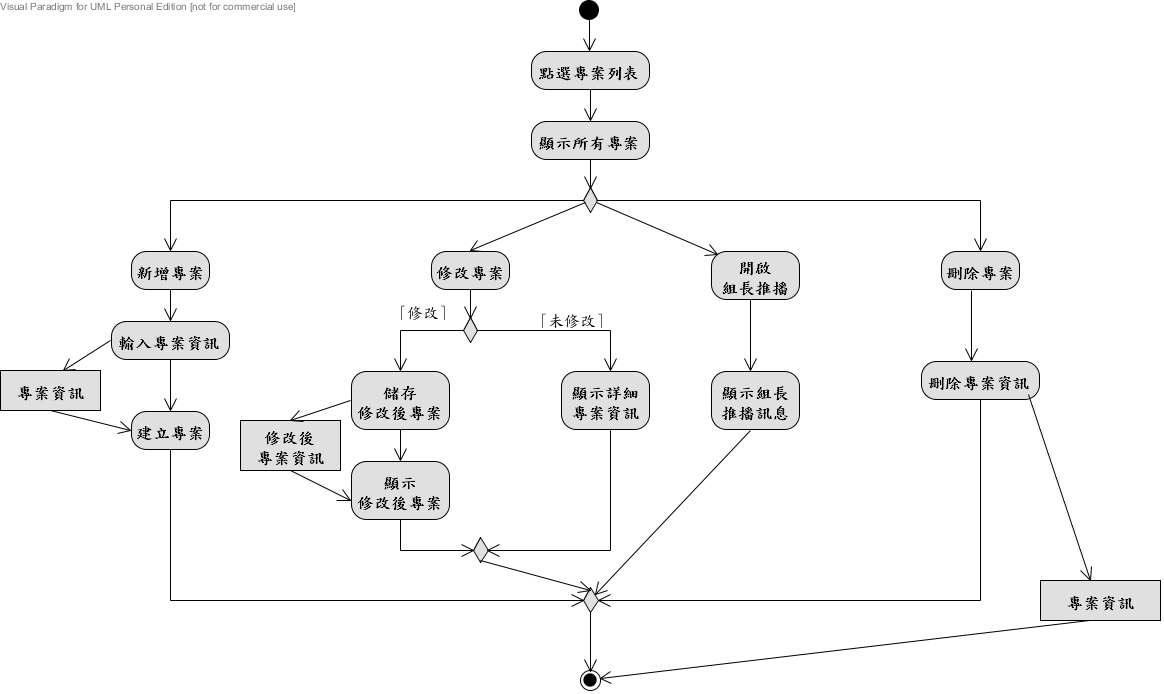 Visual Paradigm for UML Personal Edition [not for commercial use]
點選專案列表
顯示所有專案
新增專案
修改專案
開啟
組長推播
刪除專案
「修改」
「未修改」
輸入專案資訊
專案資訊
建立專案
儲存
修改後專案
修改後
專案資訊
顯示
修改後專案
顯示詳細
專案資訊
顯示組長
推播訊息
刪除專案資訊
專案資訊